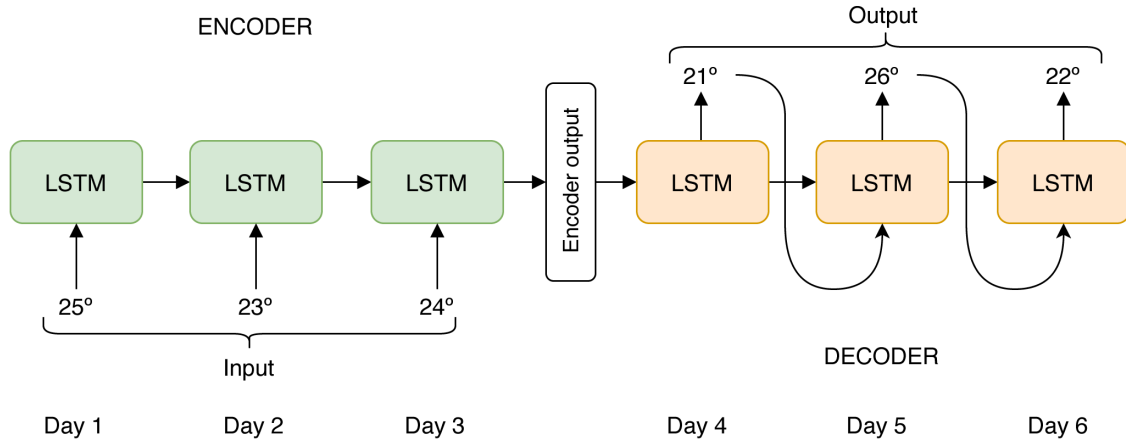 ENCODER
Output
21º
26º
22º
LSTM
LSTM
LSTM
Encoder output
LSTM
LSTM
LSTM
25º
23º
24º
Input
DECODER
Day 1
Day 2
Day 3
Day 4
Day 5
Day 6